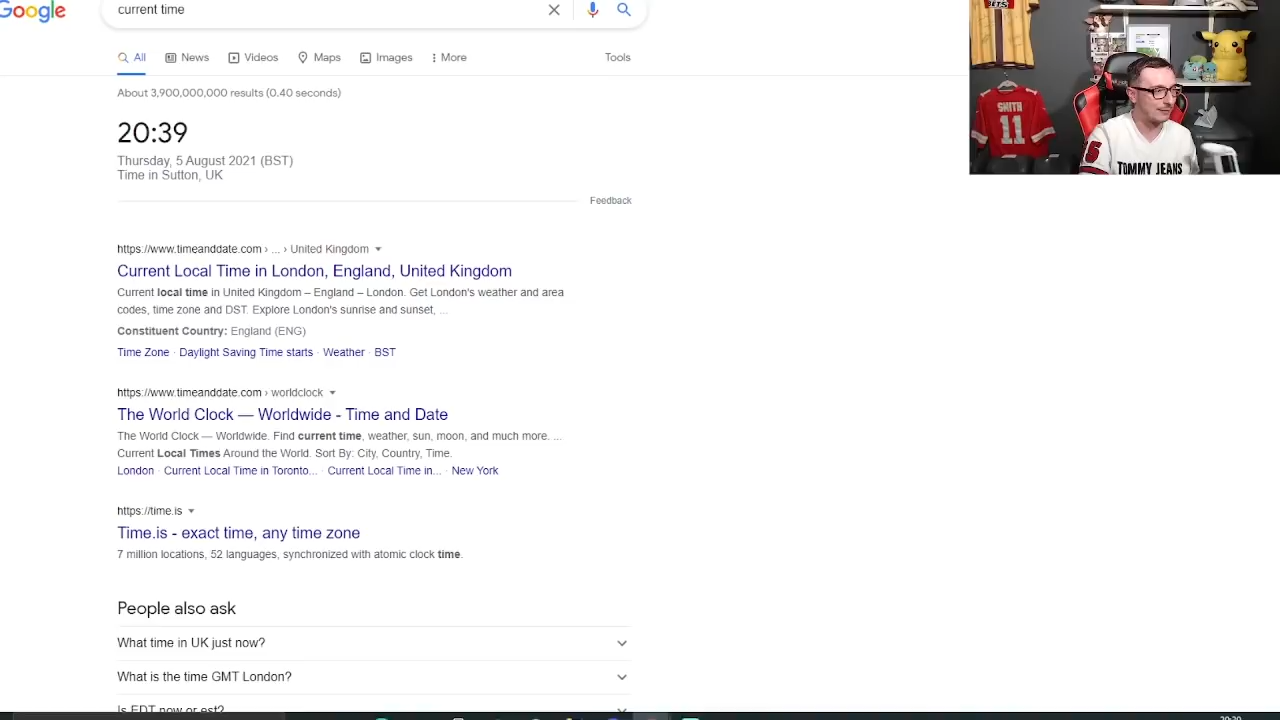 Google
current time
All
News
Videos
Maps
Images
More
Tools
About 3,900,000,000 results (0.40 seconds)
20:39
Thursday, 5 August 2021 (BST)
Time in Sutton, UK
Feedback
https://www.timeanddate.com › ... › United Kingdom
Current Local Time in London, England, United Kingdom
Current local time in United Kingdom – England – London. Get London's weather and area
codes, time zone and DST. Explore London's sunrise and sunset, ...
Constituent Country: England (ENG)
Time Zone · Daylight Saving Time starts · Weather · BST
https://www.timeanddate.com › worldclock
The World Clock — Worldwide - Time and Date
The World Clock — Worldwide. Find current time, weather, sun, moon, and much more. ...
Current Local Times Around the World. Sort By: City, Country, Time.
London · Current Local Time in Toronto... · Current Local Time in... · New York
https://time.is
Time.is - exact time, any time zone
7 million locations, 52 languages, synchronized with atomic clock time.
People also ask
What time in UK just now?
What is the time GMT London?
Is EDT now or est?
SMITH
11
TOMMY JEANS